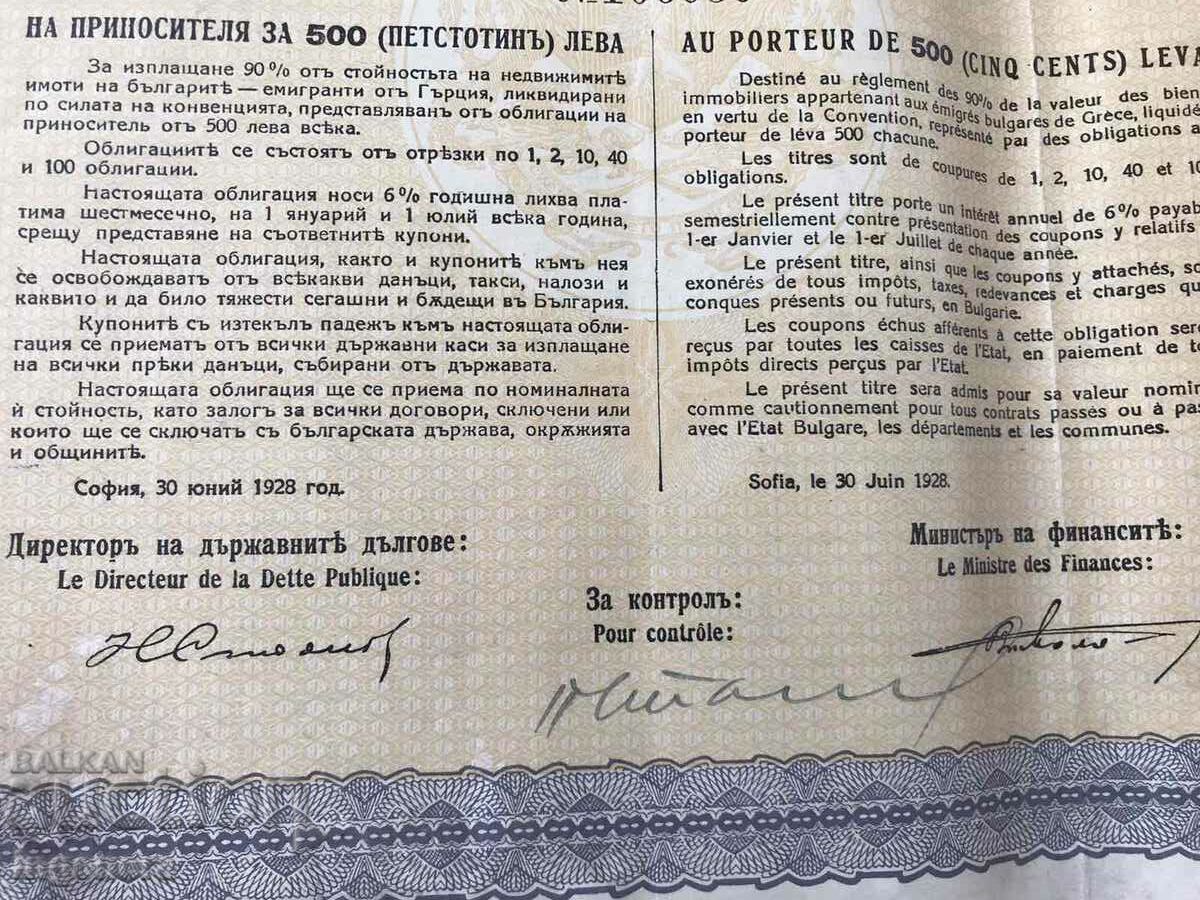 НА ПРИНОСИТЕЛЯ ЗА 500 (ПЕТСТОТИНЪ) ЛЕВА
За изплащане 90% отъ стойностьта на недвижимитѣ
имоти на българитѣ — емигранти отъ Гърция, ликвидирани
по силата на конвенцията, представляванъ отъ облигации на
приноситель отъ 500 лева всѣка.
Облигациитѣ се състоятъ отъ отрѣзки по 1, 2, 10, 40
и 100 облигации.
Настоящата облигация носи 6% годишна лихва пла-
тима шестмесечно, на 1 януарий и 1 юлий всѣка година,
срещу представяне на съответнитѣ купони.
Настоящата облигация, както и купонитѣ къмъ нея
се освобождаватъ отъ всѣкакви данъци, такси, налози и
каквито и да било тяжести сегашни и бѫдещи въ България.
Купонитѣ съ изтекълъ падежъ къмъ настоящата обли-
гация се приематъ отъ всички държавни каси за изплащане
на всички прѣки данъци, събирани отъ държавата.
Настоящата облигация ще се приема по номиналната
ѝ стойность, като залогъ за всички договори, сключени или
които ще се сключатъ съ българската държава, окрѫжията
и общинитѣ.
София, 30 юний 1928 год.
AU PORTEUR DE 500 (CINQ CENTS) LEVA
Destiné au règlement des 90% de la valeur des bien
immobiliers appartenant aux émigrés bulgares de Grèce, liquidé
en vertu de la Convention, représenté par des obligations a
porteur de léva 500 chacune.
Les titres sont de coupures de 1, 2, 10, 40 et 10
obligations.
Le présent titre porte un intérêt annuel de 6% payab
semestriellement contre présentation des coupons y relatifs
1-er Janvier et le 1-er Juillet de chaque année.
Le présent titre, ainsi que les coupons y attachés, so
exonérés de tous impôts, taxes, redevances et charges qu
conques présents ou futurs, en Bulgarie.
Les coupons échus afférents à cette obligation sero
reçus par toutes les caisses de l'Etat, en paiement de to
impôts directs perçus par l'Etat.
Le présent titre sera admis pour sa valeur nomin
comme cautionnement pour tous contrats passés ou à pa
avec l'Etat Bulgare, les départements et les communes.
Sofia, le 30 Juin 1928.
Директоръ на държавнитѣ дългове:
Le Directeur de la Dette Publique:
За контролъ:
Pour contrôle:
Министъръ на финанситѣ:
Le Ministre des Finances:
BALKAN